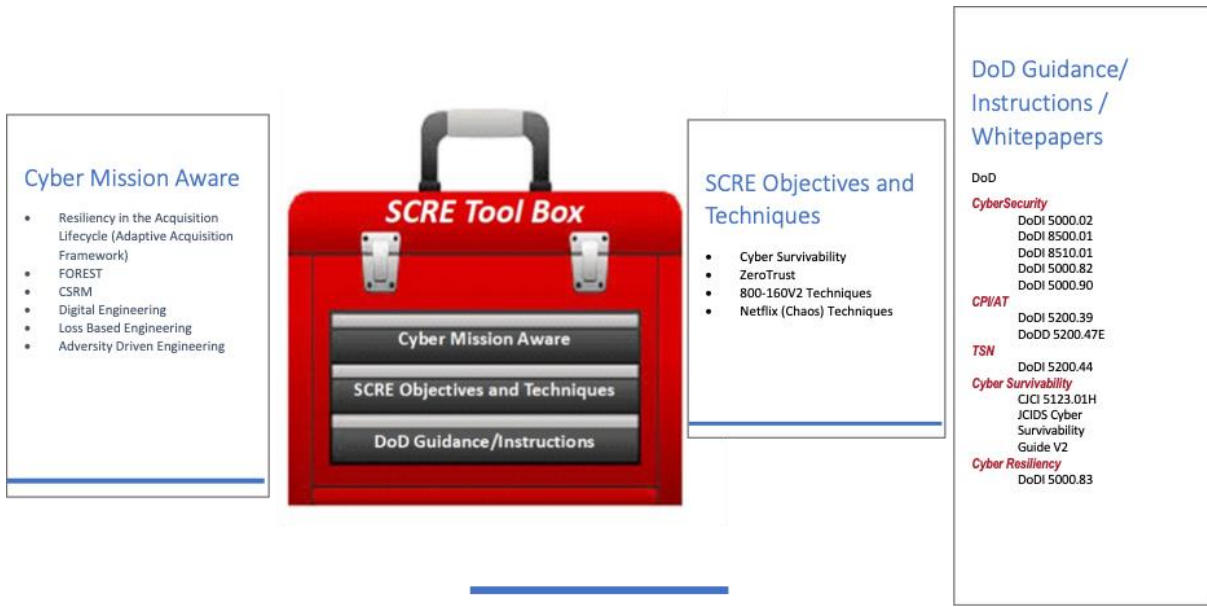 Cyber Mission Aware
• Resiliency in the Acquisition
Lifecycle (Adaptive Acquisition
Framework)
• FOREST
• CSRM
• Digital Engineering
• Loss Based Engineering
• Adversity Driven Engineering
SCRE Tool Box
Cyber Mission Aware
SCRE Objectives and Techniques
DoD Guidance/Instructions
SCRE Objectives and
Techniques
• Cyber Survivability
• ZeroTrust
• 800-160V2 Techniques
• Netflix (Chaos) Techniques
DoD Guidance/
Instructions /
Whitepapers
DoD
CyberSecurity
DoDI 5000.02
DoDI 8500.01
DoDI 8510.01
DoDI 5000.82
DoDI 5000.90
CPI/AT
DoDI 5200.39
DoDD 5200.47E
TSN
DoDI 5200.44
Cyber Survivability
CJCI 5123.01H
JCIDS Cyber
Survivability
Guide V2
Cyber Resiliency
DoDI 5000.83